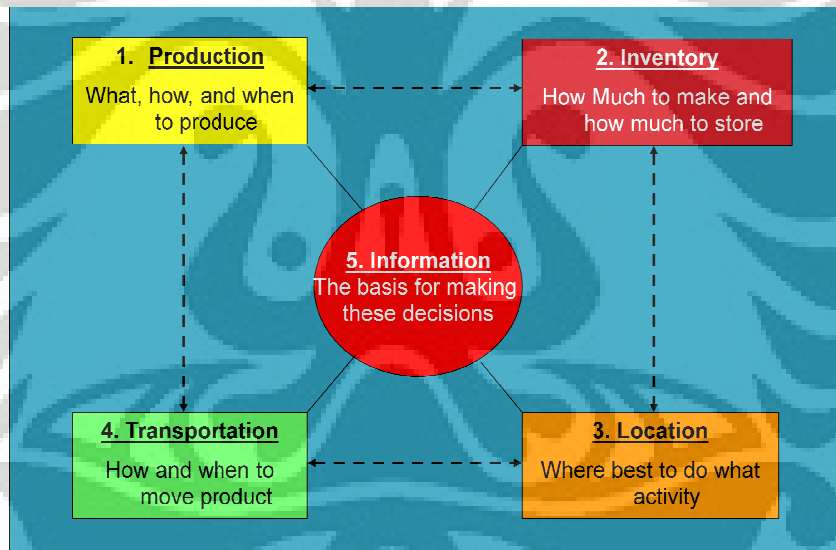 1. Production
What, how, and when
to produce
2. Inventory
How Much to make and
how much to store
5. Information
The basis for making
these decisions
4. Transportation
How and when to
move product
3. Location
Where best to do what
activity